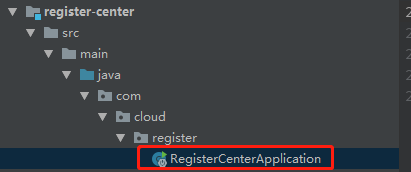 register-center
src
main
java
com
cloud
register
RegisterCenterApplication